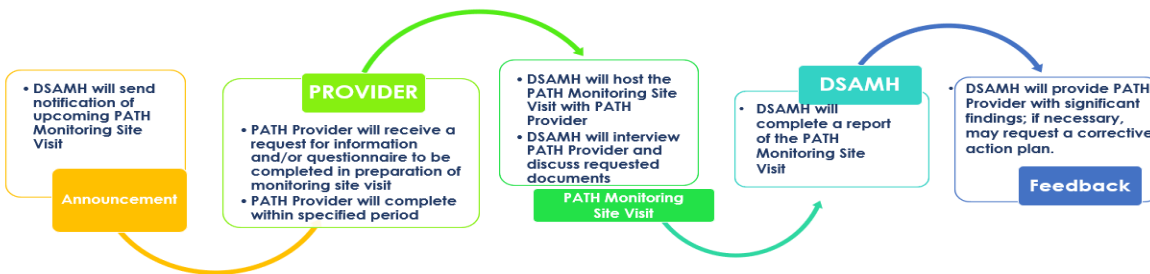 • DSAMH will send
notification of
upcoming PATH
Monitoring Site
Visit
Announcement
PROVIDER
• PATH Provider will receive a
request for information
and/or questionnaire to be
completed in preparation of
monitoring site visit
• PATH Provider will complete
within specified period
• DSAMH will host the
PATH Monitoring Site
Visit with PATH
Provider
• DSAMH will interview
PATH Provider and
discuss requested
documents
PATH Monitoring
Site Visit
DSAMH
• DSAMH will
complete a report
of the PATH
Monitoring Site
Visit
• DSAMH will provide PATH
Provider with significant
findings; if necessary,
may request a corrective
action plan.
Feedback